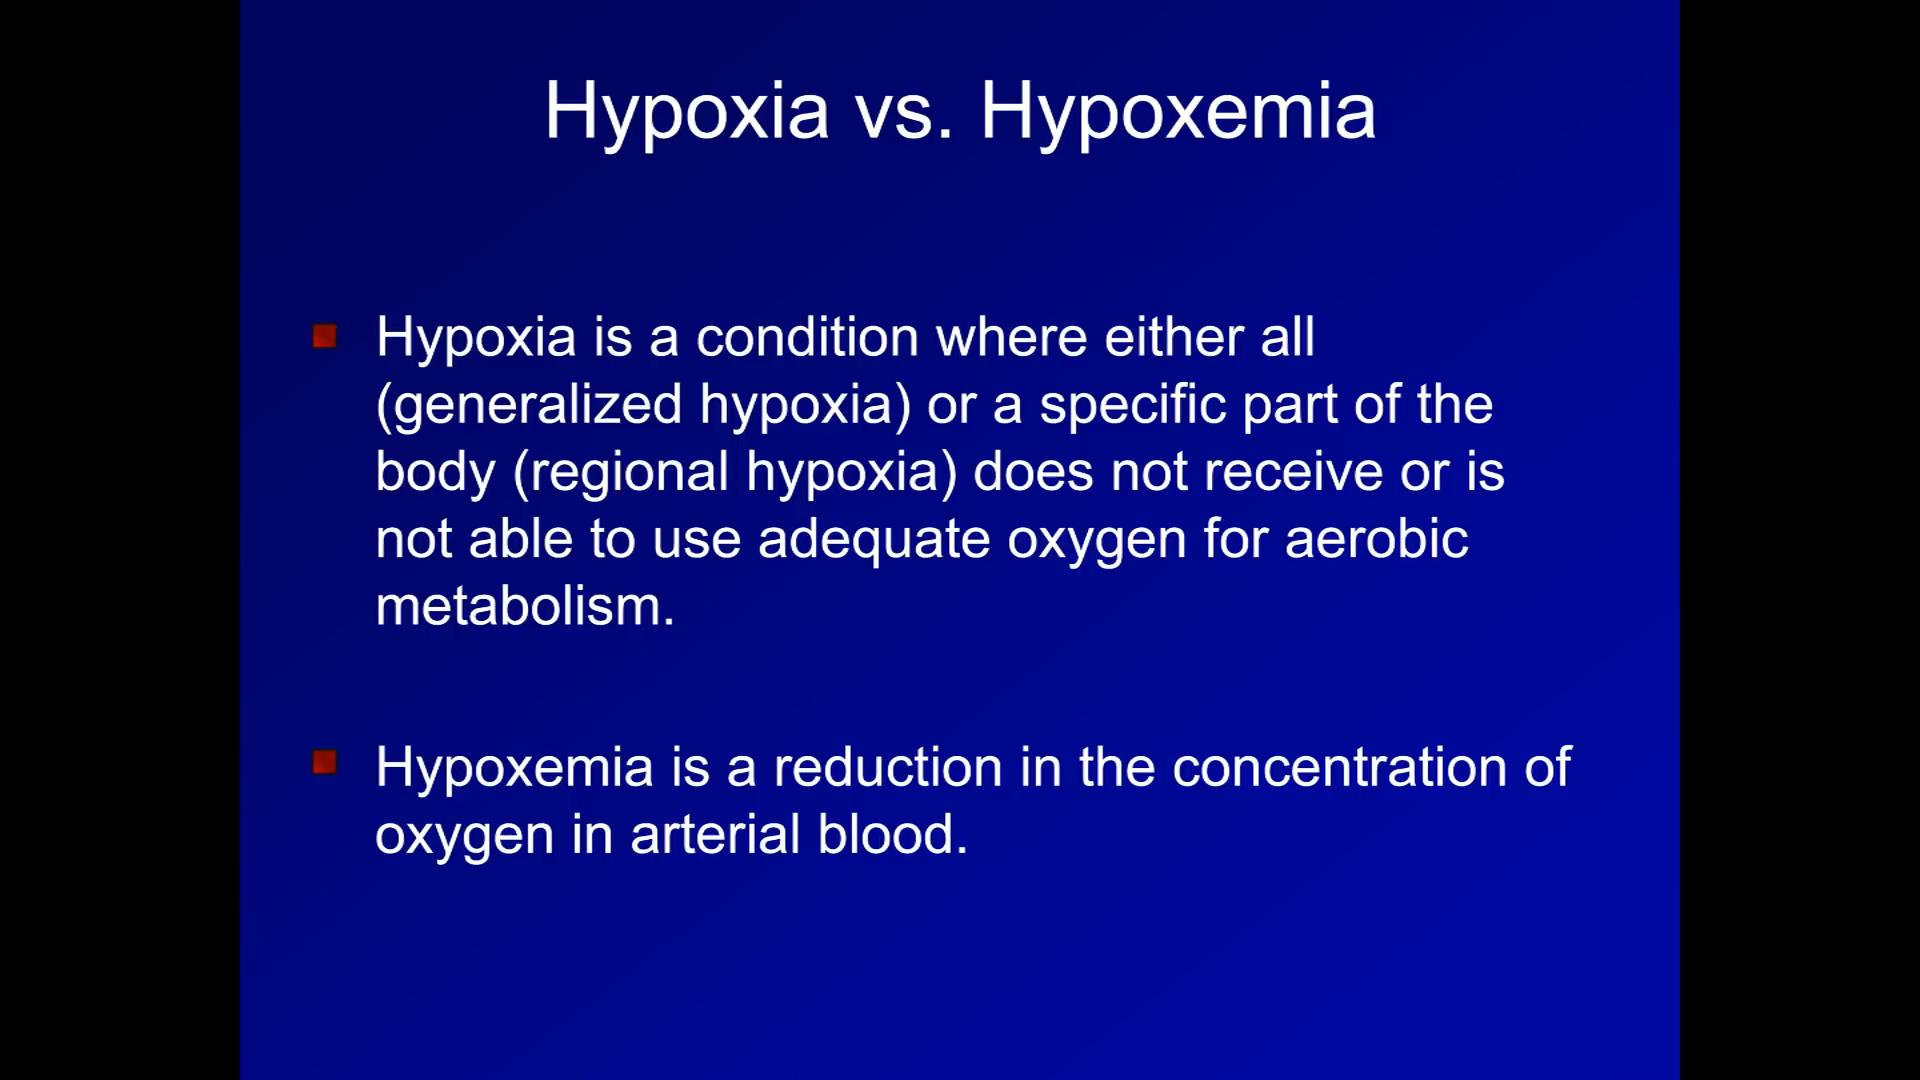 Hypoxia vs. Hypoxemia
Hypoxia is a condition where either all
(generalized hypoxia) or a specific part of the
body (regional hypoxia) does not receive or is
not able to use adequate oxygen for aerobic
metabolism.
Hypoxemia is a reduction in the concentration of
oxygen in arterial blood.